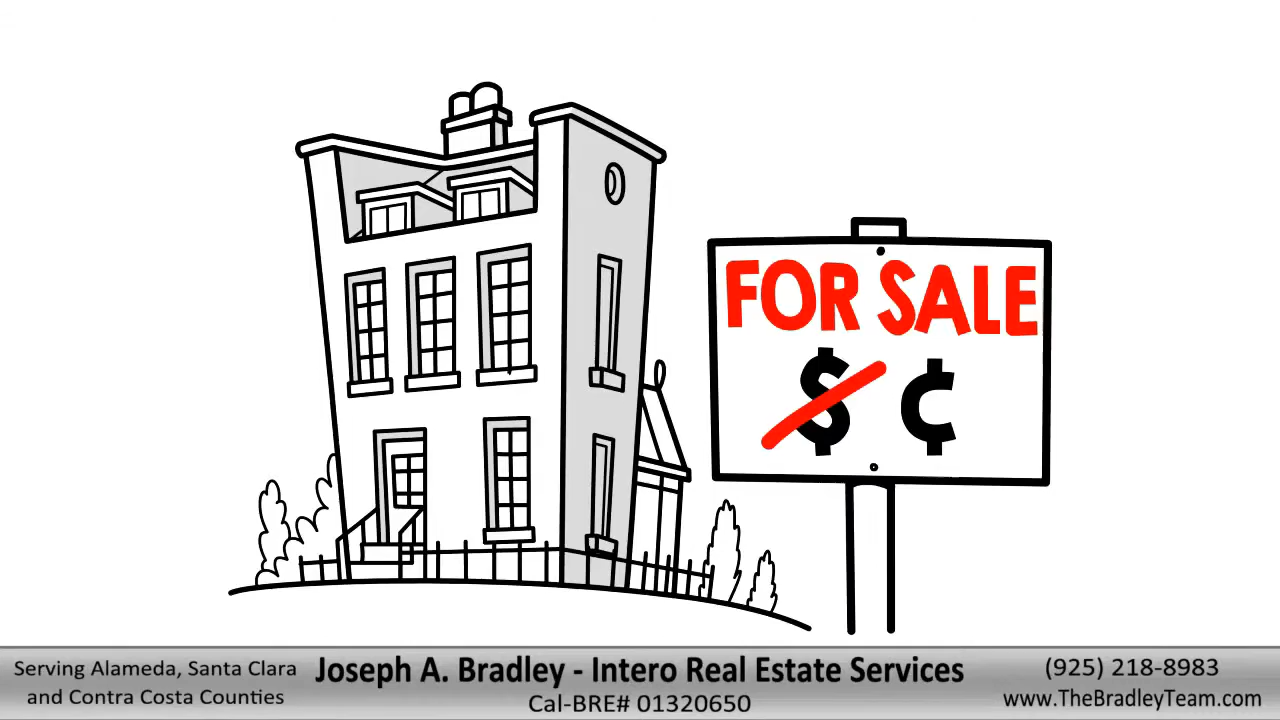 FOR SALE
$ ¢
Serving Alameda, Santa Clara
and Contra Costa Counties
Joseph A. Bradley - Intero Real Estate Services
Cal-BRE# 01320650
(925) 218-8983
www.TheBradleyTeam.com